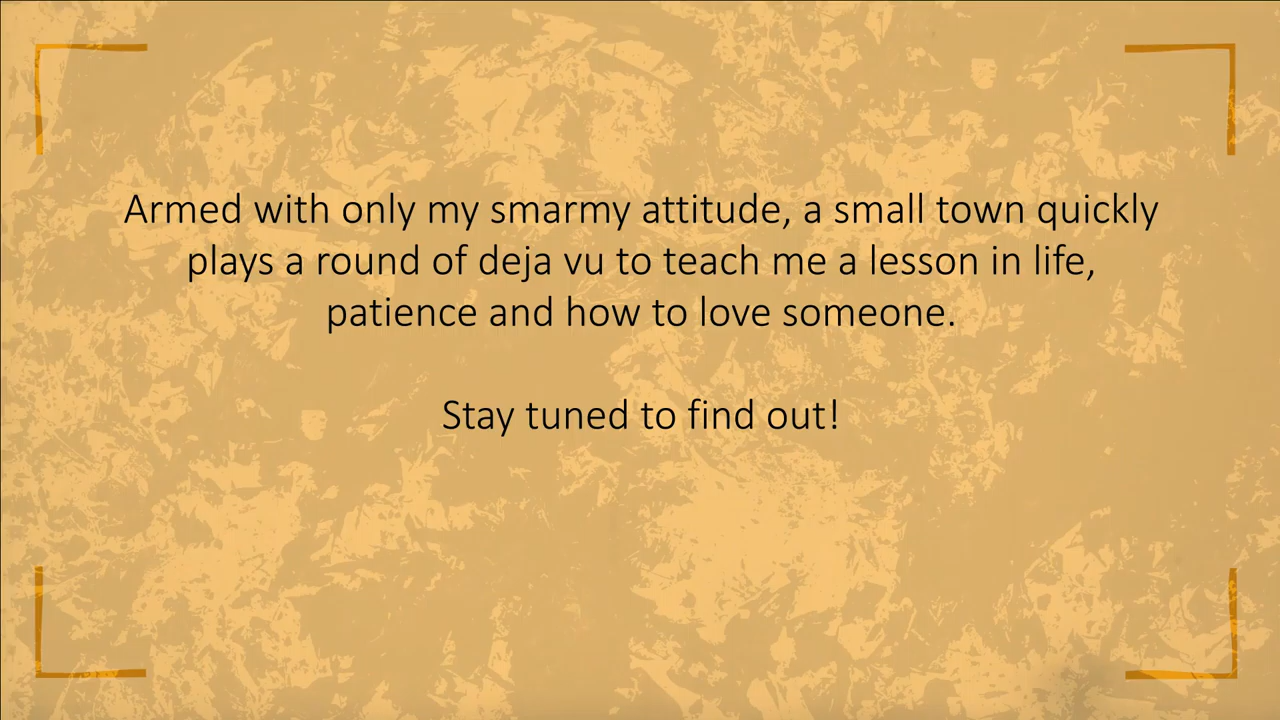 Armed with only my smarmy attitude, a small town quickly
plays a round of deja vu to teach me a lesson in life,
patience and how to love someone.
Stay tuned to find out!